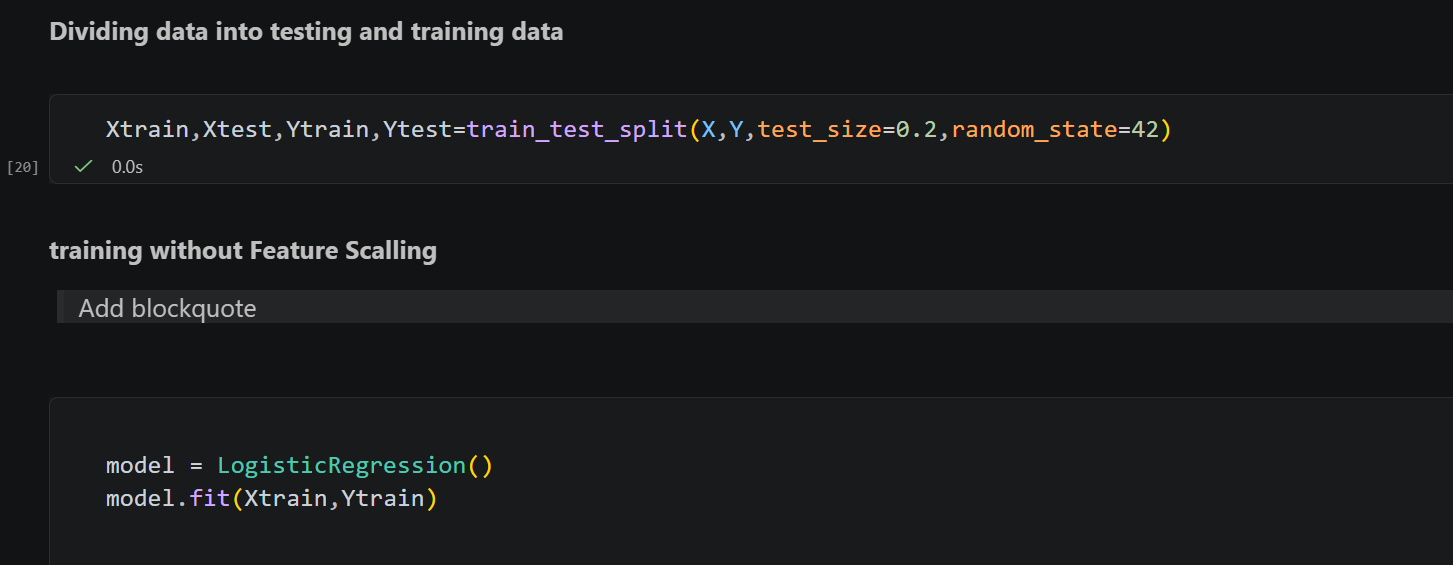 Dividing data into testing and training data
Xtrain,Xtest,Ytrain,Ytest=train_test_split(X,Y,test_size=0.2,random_state=42)
[20]
0.0s
training without Feature Scalling
Add blockquote
model = LogisticRegression()
model.fit(Xtrain,Ytrain)